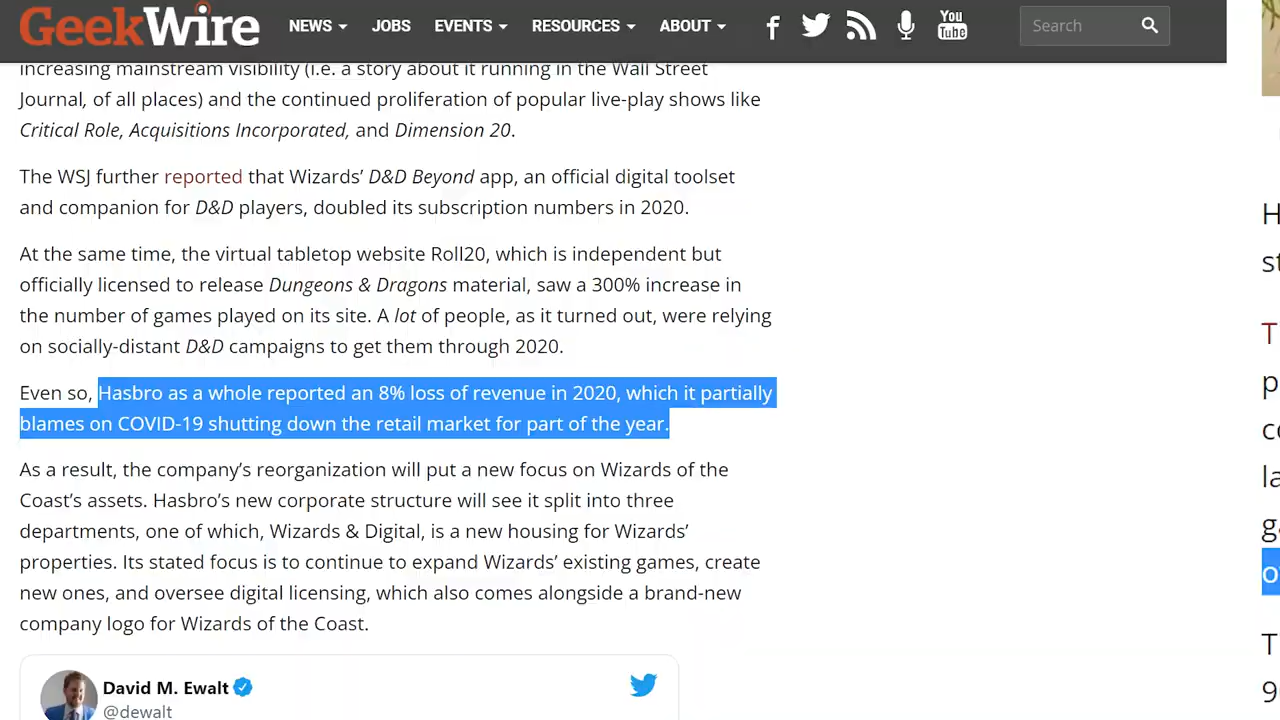 GeekWire NEWS JOBS EVENTS RESOURCES ABOUT You Tube Search
increasing mainstream visibility (i.e. a story about it running in the Wall Street
Journal, of all places) and the continued proliferation of popular live-play shows like
Critical Role, Acquisitions Incorporated, and Dimension 20.
The WSJ further reported that Wizards’ D&D Beyond app, an official digital toolset
and companion for D&D players, doubled its subscription numbers in 2020.
At the same time, the virtual tabletop website Roll20, which is independent but
officially licensed to release Dungeons & Dragons material, saw a 300% increase in
the number of games played on its site. A lot of people, as it turned out, were relying
on socially-distant D&D campaigns to get them through 2020.
Even so, Hasbro as a whole reported an 8% loss of revenue in 2020, which it partially
blames on COVID-19 shutting down the retail market for part of the year.
As a result, the company’s reorganization will put a new focus on Wizards of the
Coast’s assets. Hasbro’s new corporate structure will see it split into three
departments, one of which, Wizards & Digital, is a new housing for Wizards’
properties. Its stated focus is to continue to expand Wizards’ existing games, create
new ones, and oversee digital licensing, which also comes alongside a brand-new
company logo for Wizards of the Coast.
David M. Ewalt
@dewalt